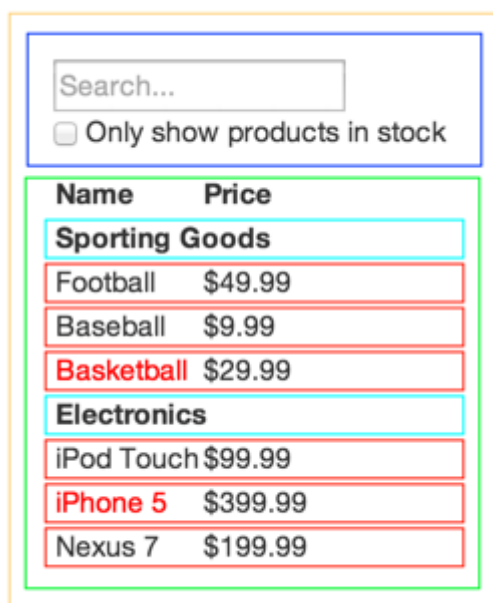 Search...
Only show products in stock
Name Price
Sporting Goods
Football $49.99
Baseball $9.99
Basketball $29.99
Electronics
iPod Touch $99.99
iPhone 5 $399.99
Nexus 7 $199.99